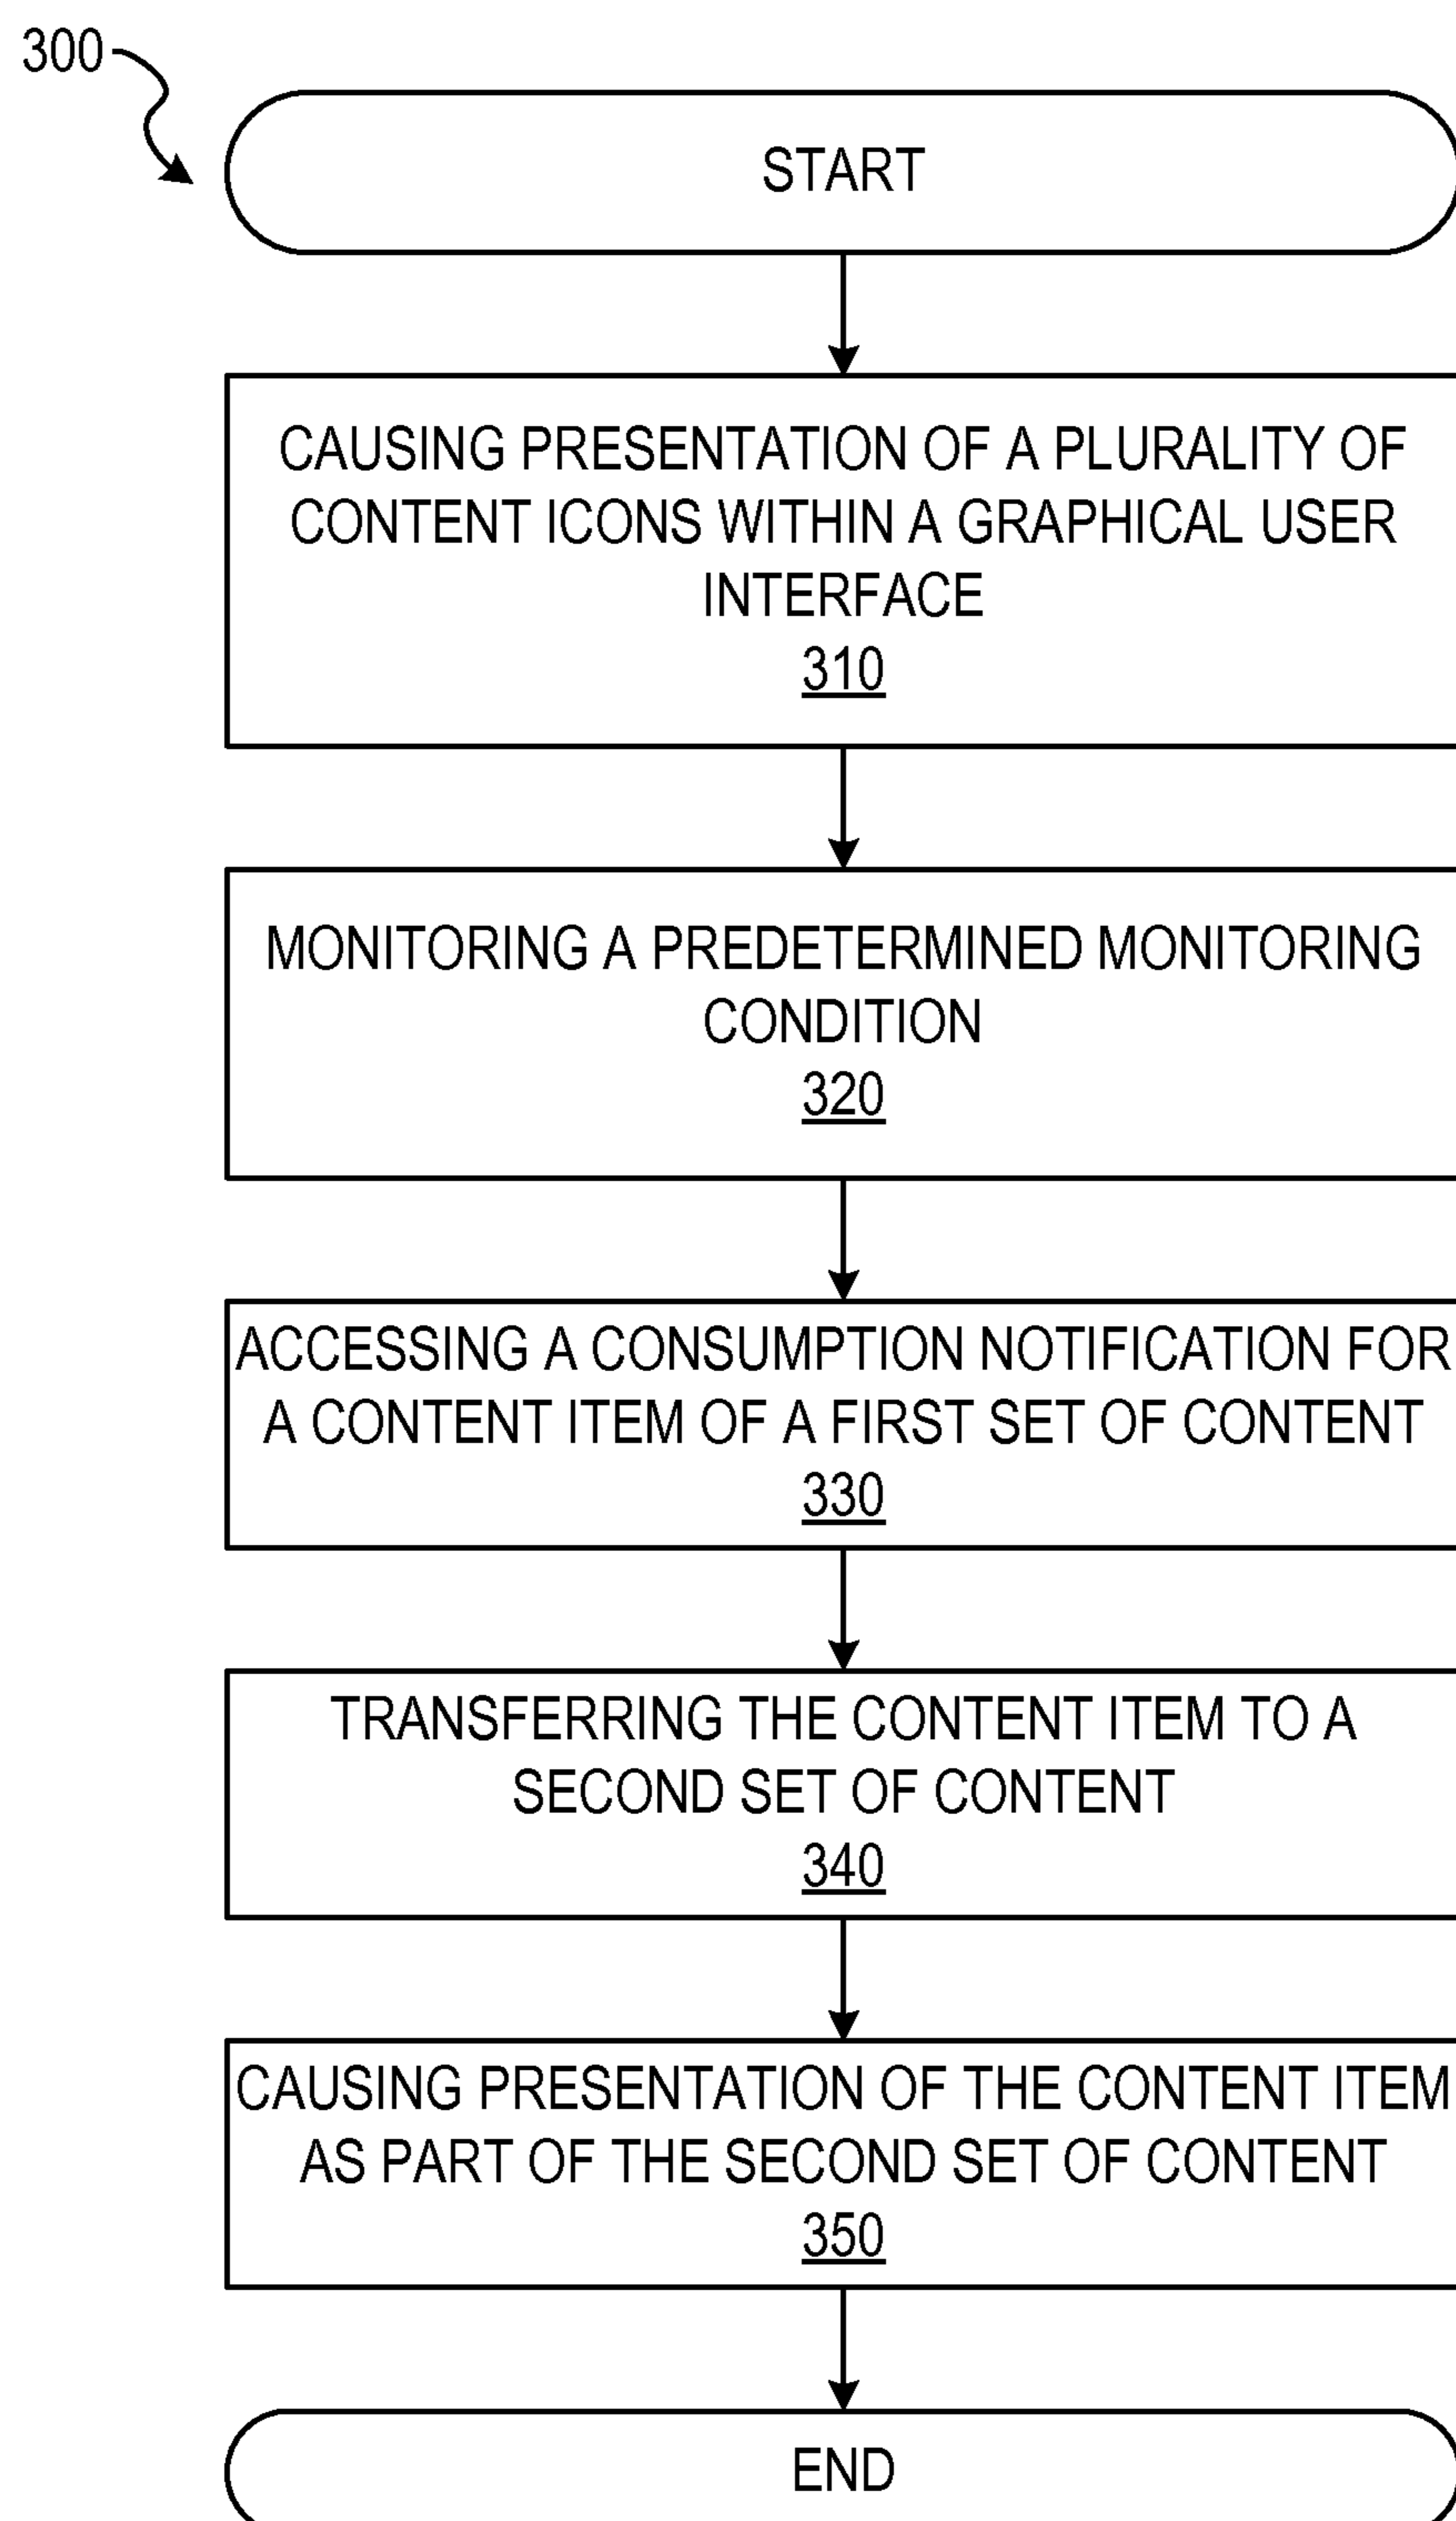 300
START
CAUSING PRESENTATION OF A PLURALITY OF
CONTENT ICONS WITHIN A GRAPHICAL USER
INTERFACE
310
MONITORING A PREDETERMINED MONITORING
CONDITION
320
ACCESSING A CONSUMPTION NOTIFICATION FOR
A CONTENT ITEM OF A FIRST SET OF CONTENT
330
TRANSFERRING THE CONTENT ITEM TO A
SECOND SET OF CONTENT
340
CAUSING PRESENTATION OF THE CONTENT ITEM
AS PART OF THE SECOND SET OF CONTENT
350
END